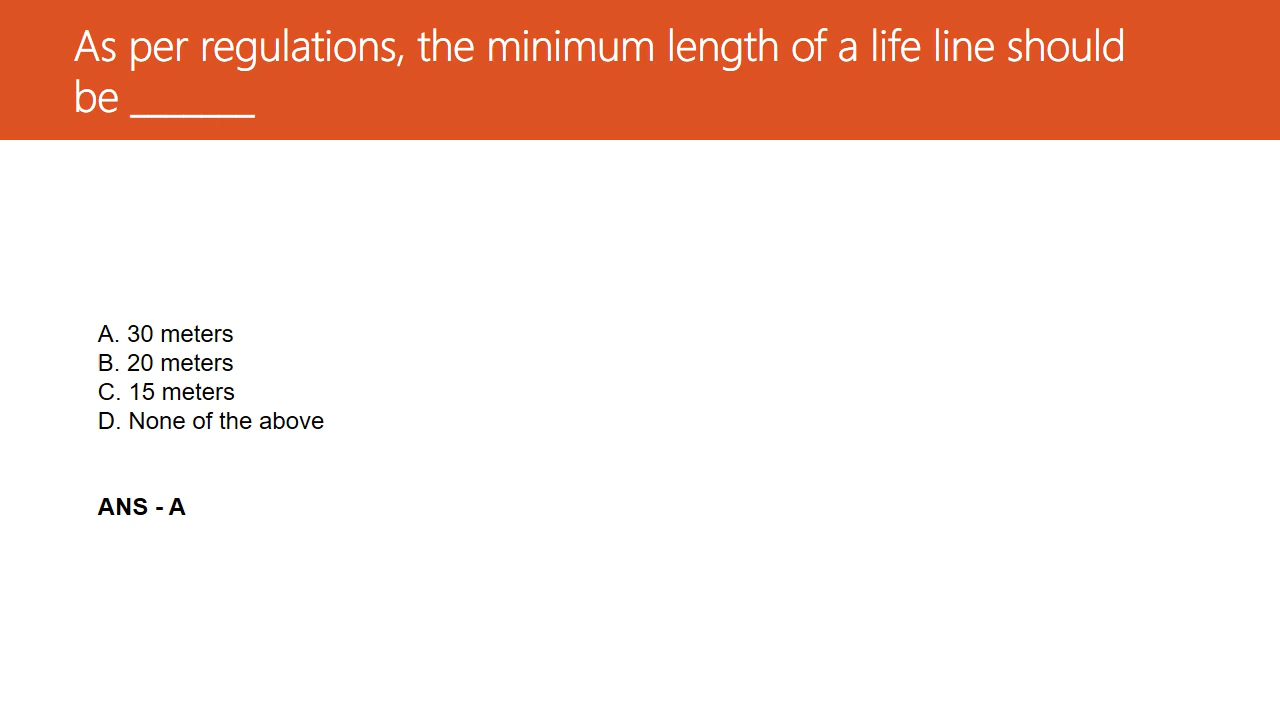 As per regulations, the minimum length of a life line should
be _______
A. 30 meters
B. 20 meters
C. 15 meters
D. None of the above
ANS - A